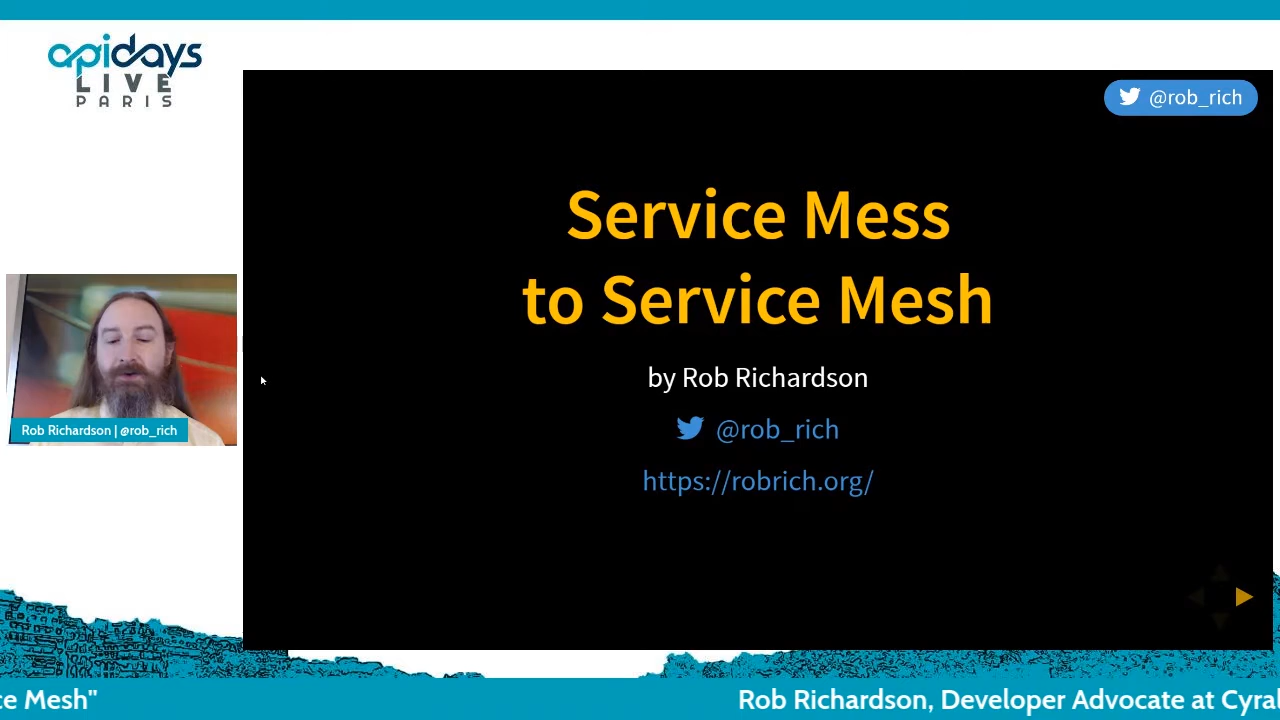 apidays
LIVE
PARIS
@rob_rich
Service Mess
to Service Mesh
by Rob Richardson
@rob_rich
https://robrich.org/
Rob Richardson | @rob_rich
ce Mesh"
Rob Richardson, Developer Advocate at Cyral